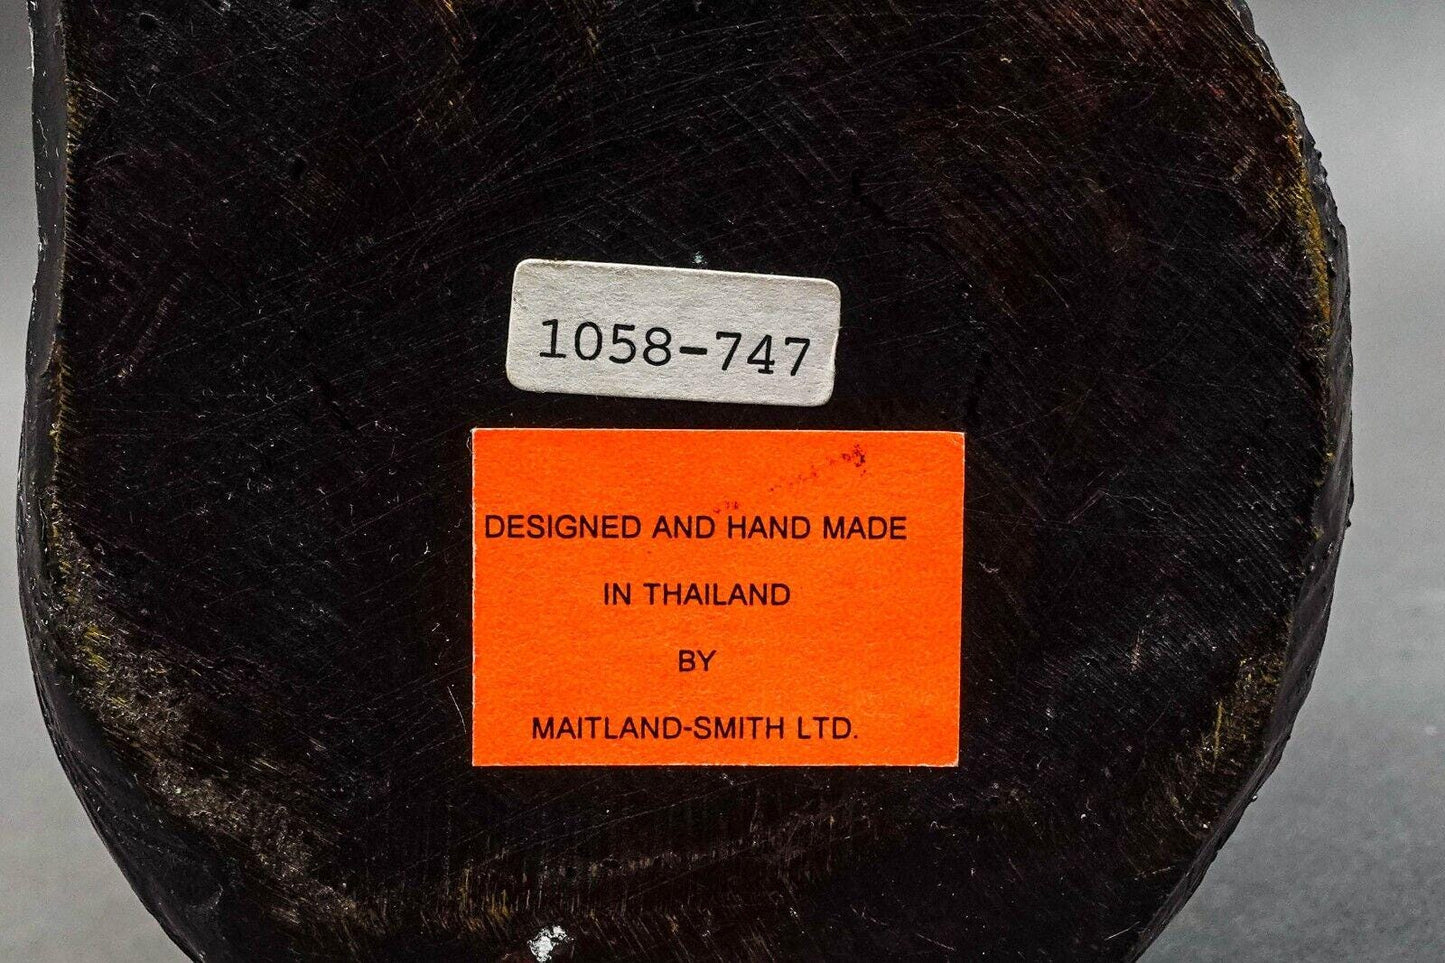 1058-747
DESIGNED AND HAND MADE
IN THAILAND
BY
MAITLAND-SMITH LTD.